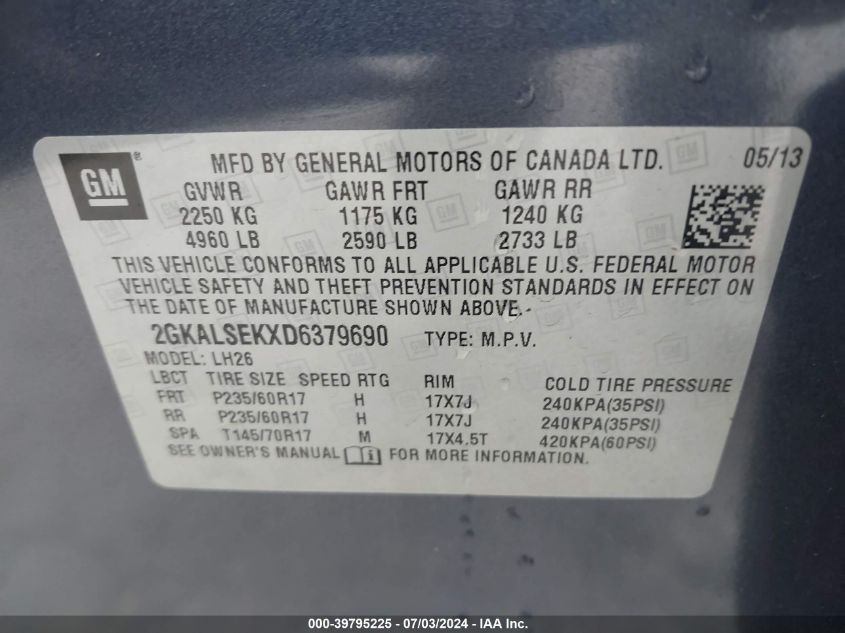 GM ® MFD BY GENERAL MOTORS OF CANADA LTD. 05/13
GVWR GAWR FRT GAWR RR
2250 KG 1175 KG 1240 KG
4960 LB 2590 LB 2733 LB
THIS VEHICLE CONFORMS TO ALL APPLICABLE U.S. FEDERAL MOTOR
VEHICLE SAFETY AND THEFT PREVENTION STANDARDS IN EFFECT ON
THE DATE OF MANUFACTURE SHOWN ABOVE.
2GKALSEKXD6379690 TYPE: M.P.V.
MODEL: LH26
LBCT TIRE SIZE SPEED RTG RIM COLD TIRE PRESSURE
FRT P235/60R17 H 17X7J 240KPA(35PSI)
RR P235/60R17 H 17X7J 240KPA(35PSI)
SPA T145/70R17 M 17X4.5T 420KPA(60PSI)
SEE OWNER'S MANUAL i FOR MORE INFORMATION.
000-39795225 - 07/03/2024 - IAA Inc.